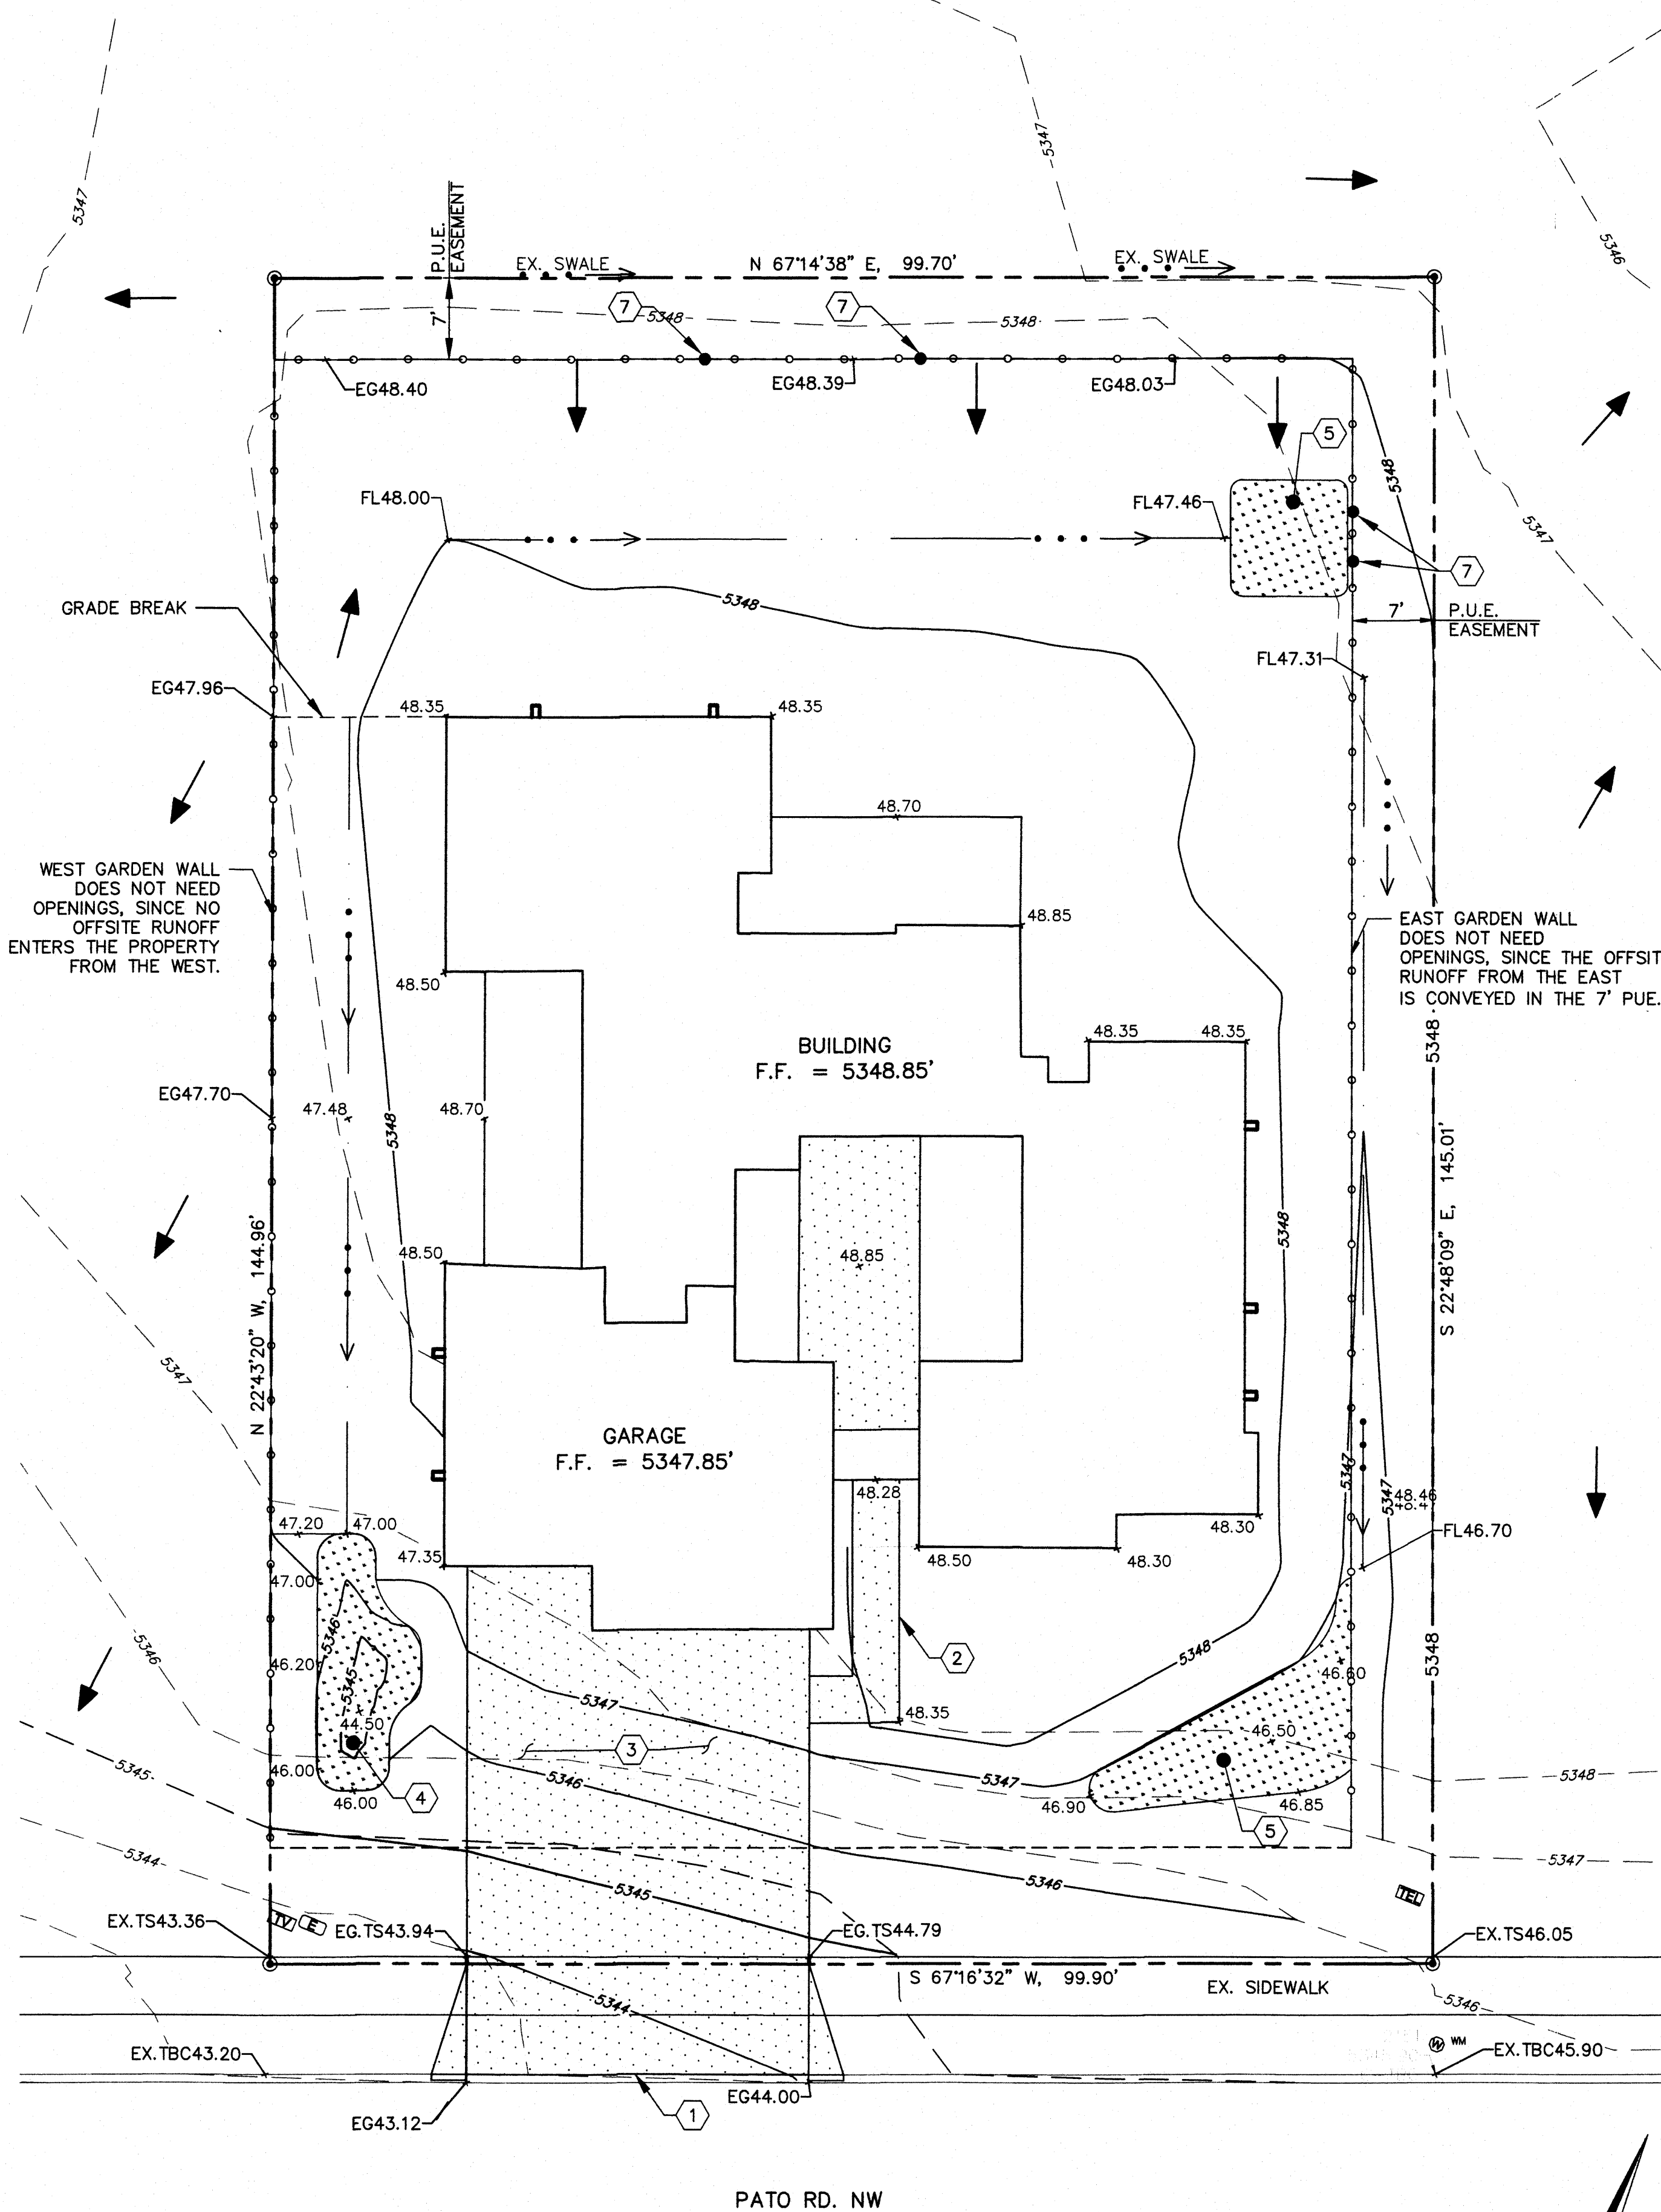 5347
5347
5346
P.U.E.
EASEMENT
7'
EX. SWALE
N 67°14'38" E, 99.70'
EX. SWALE
7
7
5348
5348
EG48.40
EG48.39
EG48.03
5
5348
FL48.00
FL47.46
5347
7
7'
P.U.E.
EASEMENT
GRADE BREAK
5348
FL47.31
EG47.96
48.35
48.35
48.70
WEST GARDEN WALL
DOES NOT NEED
OPENINGS, SINCE NO
OFFSITE RUNOFF
ENTERS THE PROPERTY
FROM THE WEST.
48.85
EAST GARDEN WALL
DOES NOT NEED
OPENINGS, SINCE THE OFFSIT
RUNOFF FROM THE EAST
IS CONVEYED IN THE 7' PUE.
48.50
BUILDING
F.F. = 5348.85'
48.35
48.35
5348
EG47.70
47.48
48.70
5348
N 22°43'20" W, 144.96'
S 22°48'09" E, 145.01'
48.50
48.85
5348
5347
GARAGE
F.F. = 5347.85'
48.28
5347
5347
48.46
47.20
47.00
47.35
48.50
48.30
48.30
FL46.70
47.00
5346
5346
46.20
5345
2
5348
46.60
5348
5347
48.35
44.50
3
46.50
5345
46.00
46.00
4
5346
5347
46.90
46.85
5
5348
5344
5347
5345
5346
TEL
EX.TS43.36
TV
E
EG.TS43.94
EG.TS44.79
EX.TS46.05
S 67°16'32" W, 99.90'
EX. SIDEWALK
5344
5346
EX.TBC43.20
W
WM
EX.TBC45.90
EG43.12
EG44.00
1
PATO RD. NW